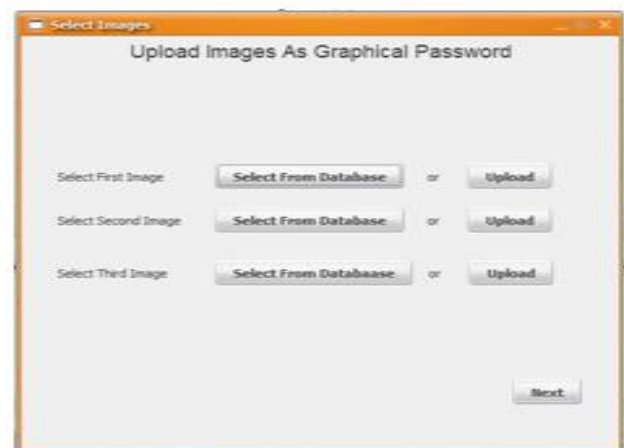 Select Images
Upload Images As Graphical Password
Select First Image Select From Database or Upload
Select Second Image Select From Database or Upload
Select Third Image Select From Databaase or Upload
Next